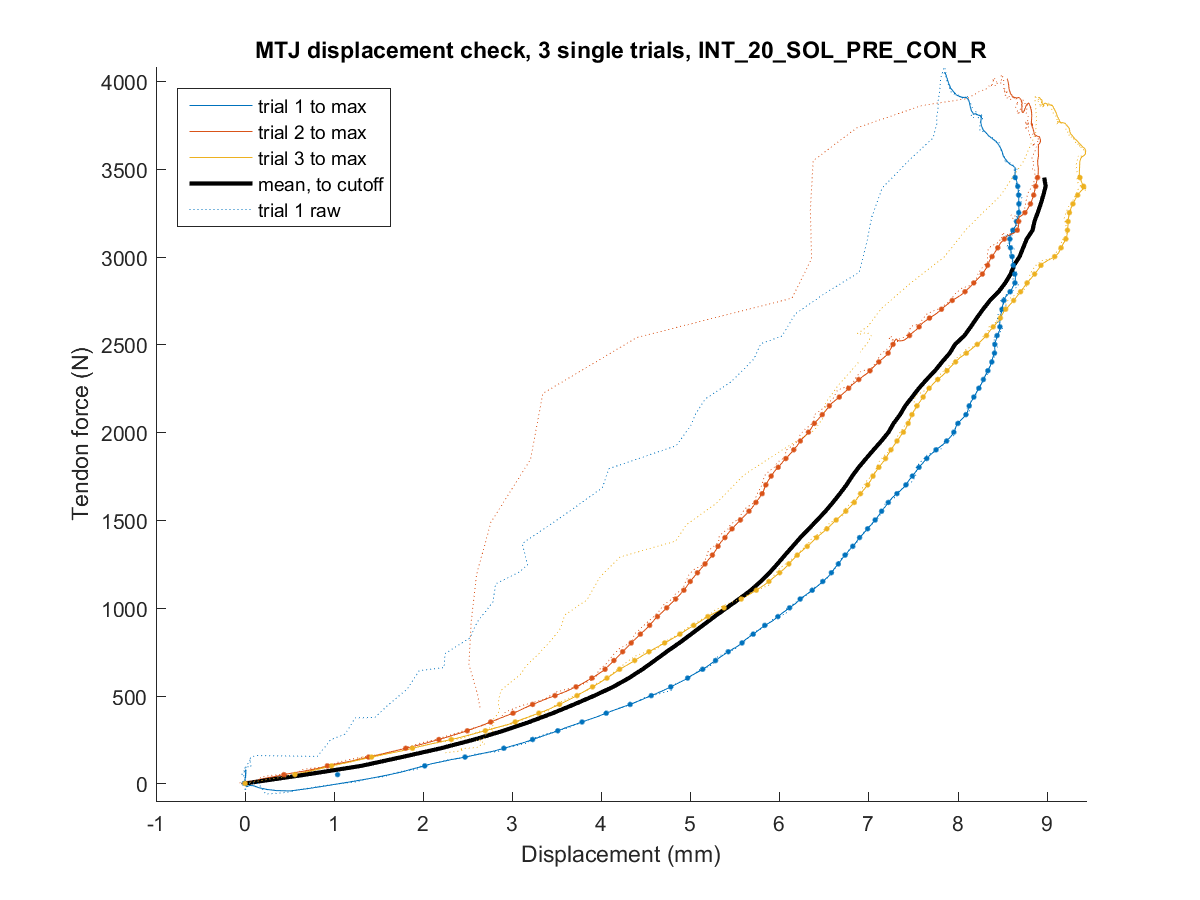 MTJ displacement check, 3 single trials, INT_20_SOL_PRE_CON_R
trial 1 to max
trial 2 to max
trial 3 to max
mean, to cutoff
trial 1 raw
Tendon force (N)
4000
3500
3000
2500
2000
1500
1000
500
0
-1 0 1 2 3 4 5 6 7 8 9
Displacement (mm)